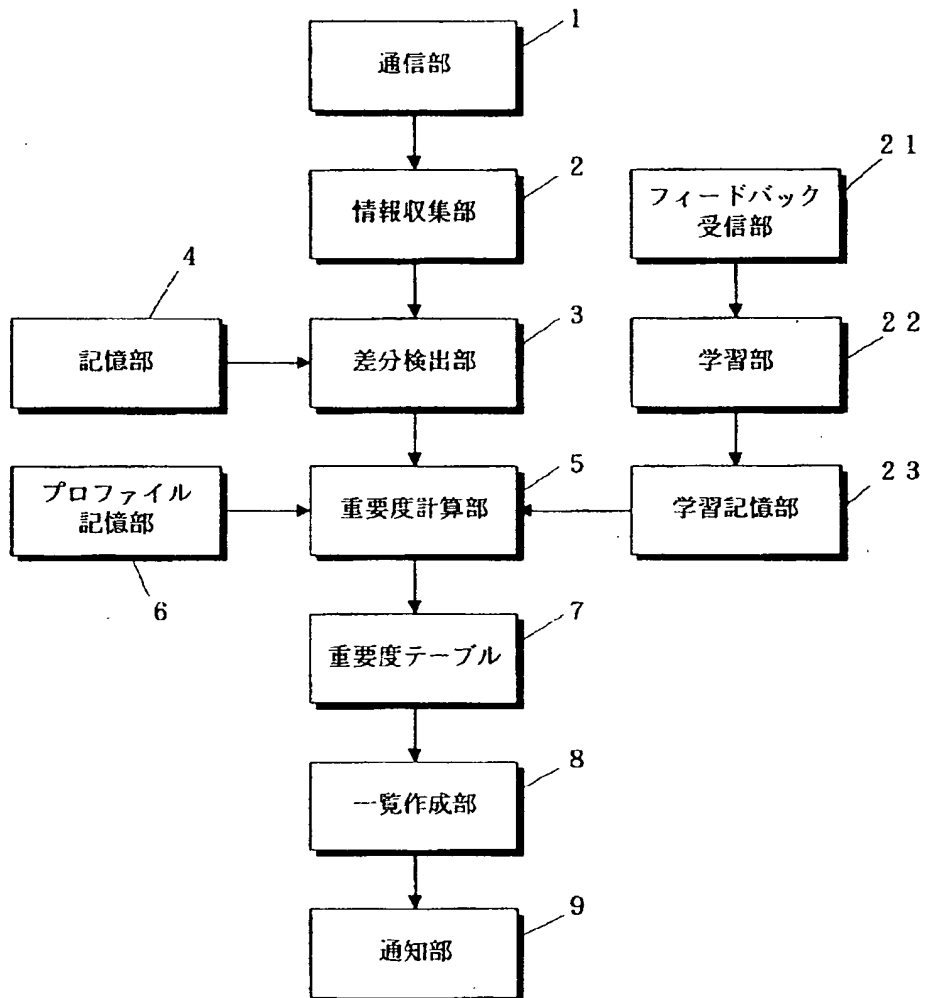 1
通信部
2
情報収集部
21
フィードバック
受信部
4
記憶部
3
差分検出部
22
学習部
プロファイル
記憶部
6
5
重要度計算部
23
学習記憶部
7
重要度テーブル
8
一覧作成部
9
通知部